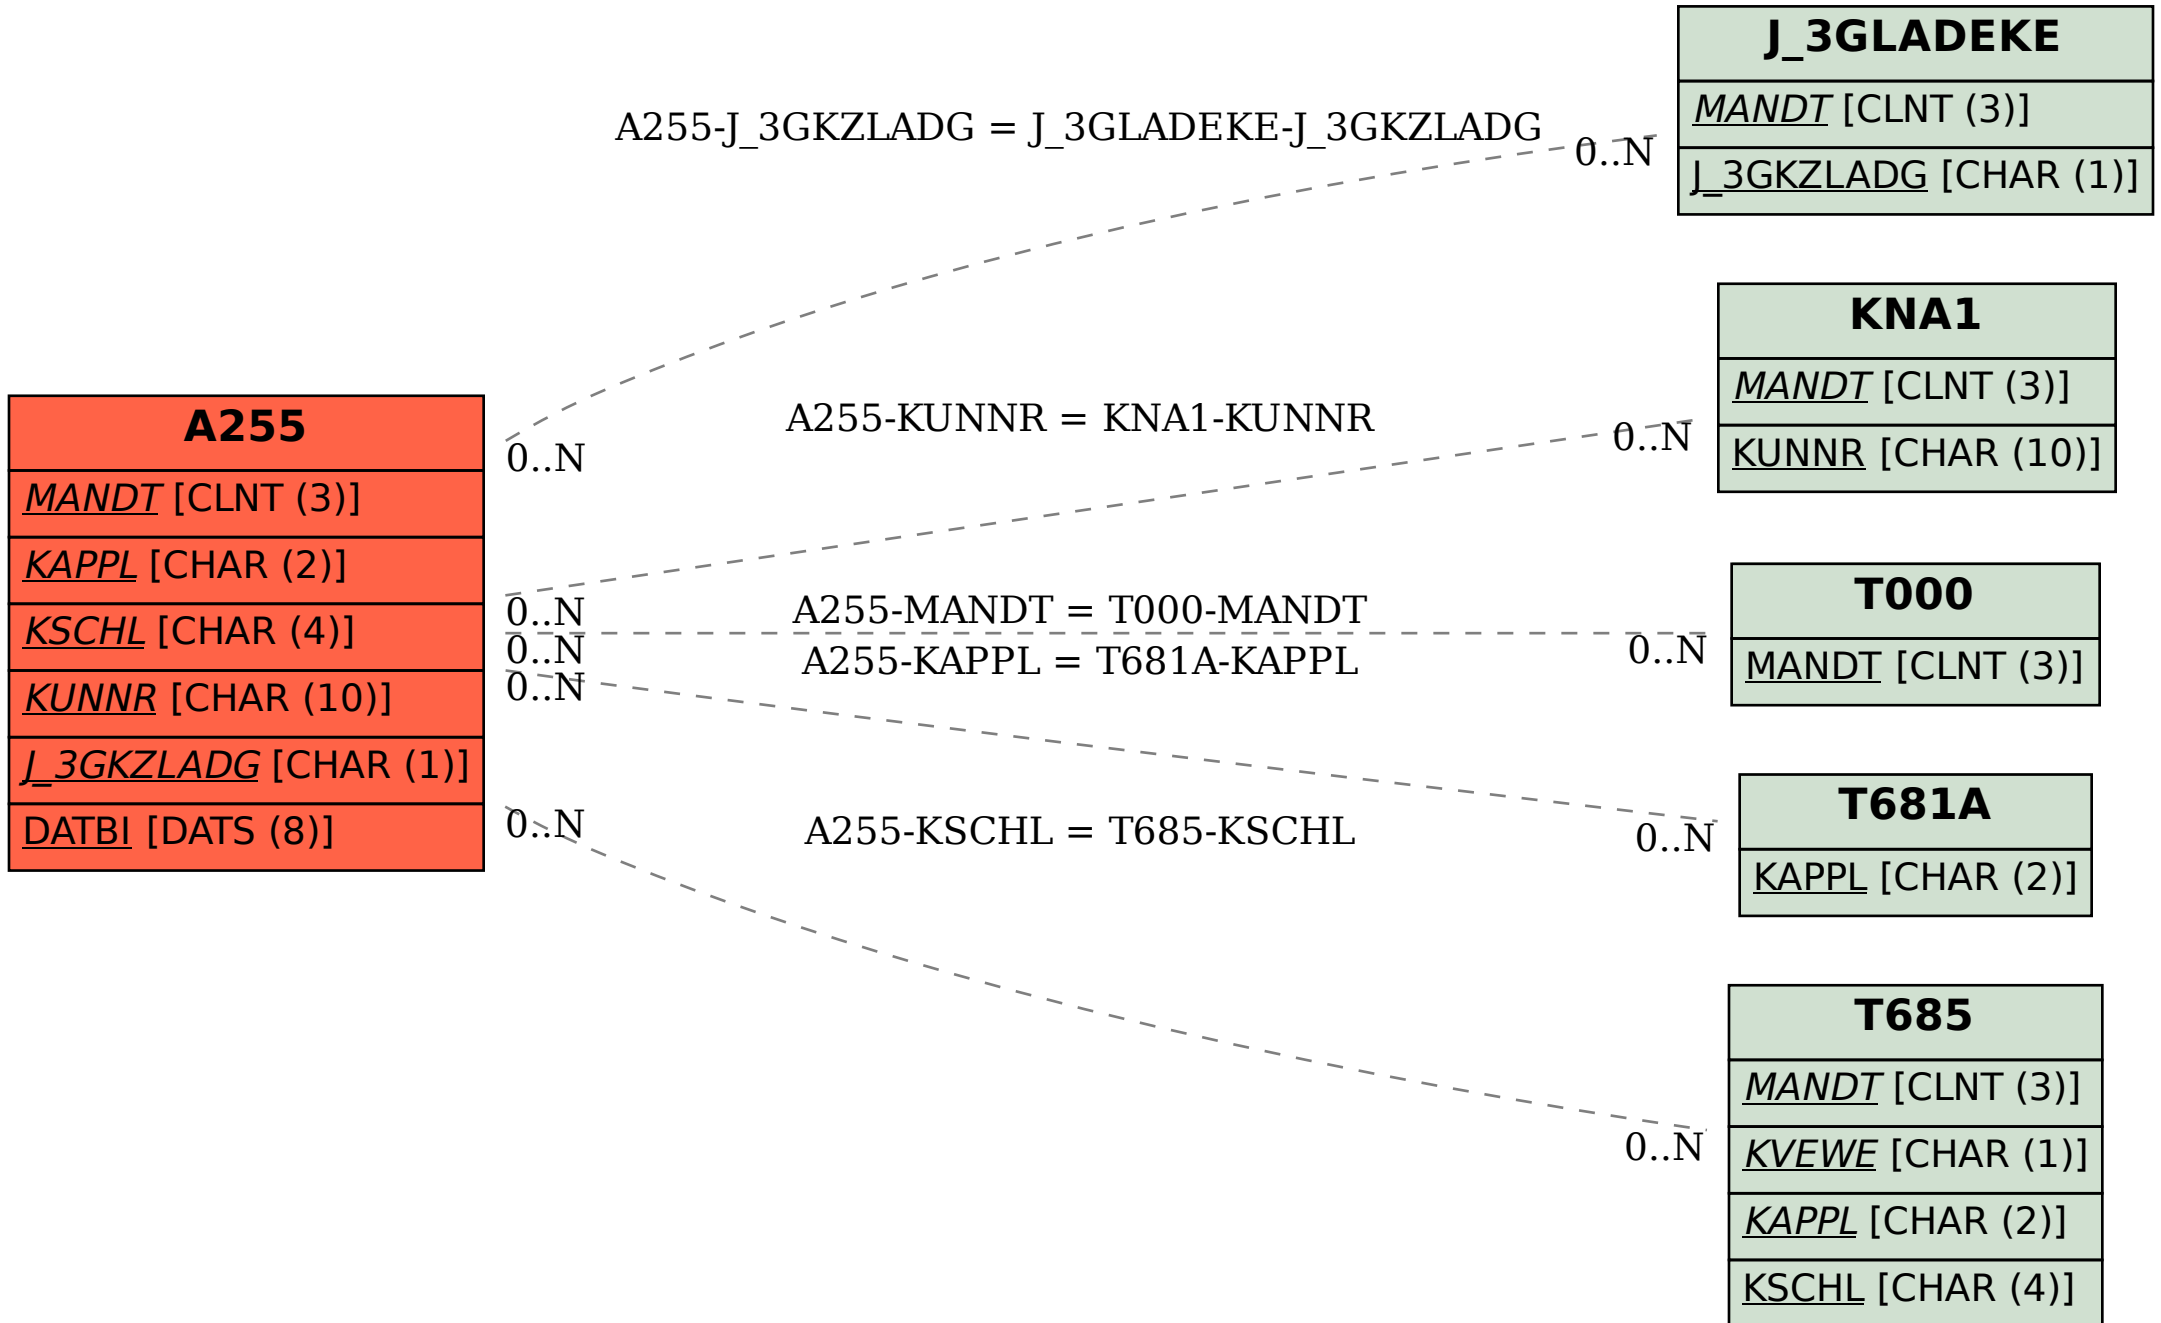 J_3GLADEKE
MANDT [CLNT (3)]
J_3GKZLADG [CHAR (1)]
A255-J_3GKZLADG = J_3GLADEKE-J_3GKZLADG
0..N
0..N
KNA1
MANDT [CLNT (3)]
KUNNR [CHAR (10)]
A255-KUNNR = KNA1-KUNNR
0..N
0..N
A255
MANDT [CLNT (3)]
KAPPL [CHAR (2)]
KSCHL [CHAR (4)]
KUNNR [CHAR (10)]
J_3GKZLADG [CHAR (1)]
DATBI [DATS (8)]
A255-MANDT = T000-MANDT
0..N
0..N
T000
MANDT [CLNT (3)]
A255-KAPPL = T681A-KAPPL
0..N
0..N
T681A
KAPPL [CHAR (2)]
A255-KSCHL = T685-KSCHL
0..N
0..N
T685
MANDT [CLNT (3)]
KVEWE [CHAR (1)]
KAPPL [CHAR (2)]
KSCHL [CHAR (4)]